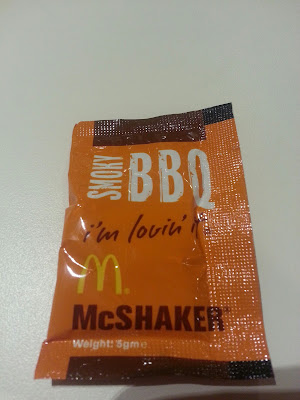 SMOKY BBQ
i'm lovin' it
M
McSHAKER
Weight: 5gm e